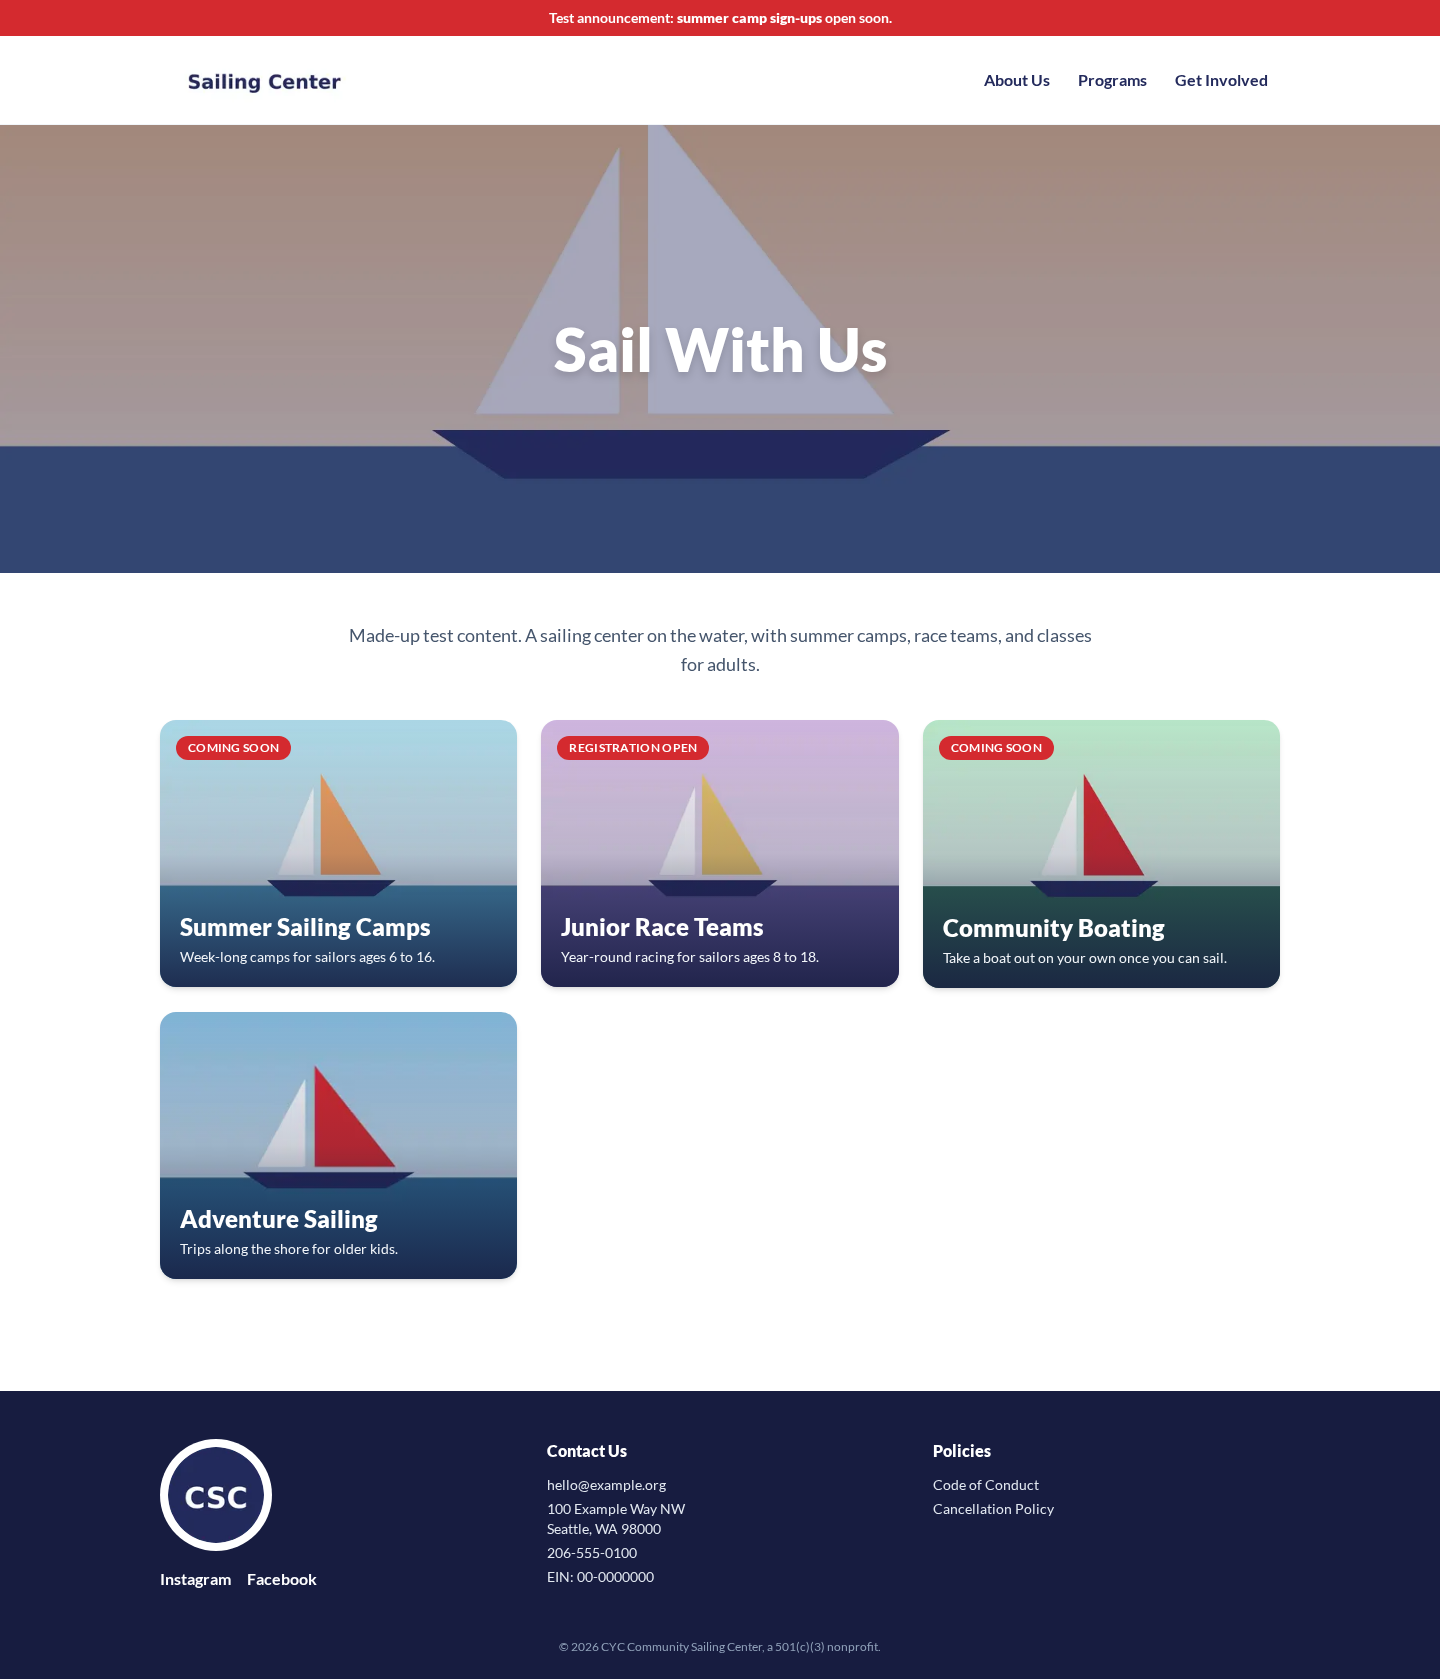 Test announcement: summer camp sign-ups open soon.
Sailing Center
About Us
Programs
Get Involved
Sail With Us
Made-up test content. A sailing center on the water, with summer camps, race teams, and classes
for adults.
COMING SOON
Summer Sailing Camps
Week-long camps for sailors ages 6 to 16.
REGISTRATION OPEN
Junior Race Teams
Year-round racing for sailors ages 8 to 18.
COMING SOON
Community Boating
Take a boat out on your own once you can sail.
Adventure Sailing
Trips along the shore for older kids.
CSC
Instagram
Facebook
Contact Us
hello@example.org
100 Example Way NW
Seattle, WA 98000
206-555-0100
EIN: 00-0000000
Policies
Code of Conduct
Cancellation Policy
© 2026 CYC Community Sailing Center, a 501(c)(3) nonprofit.